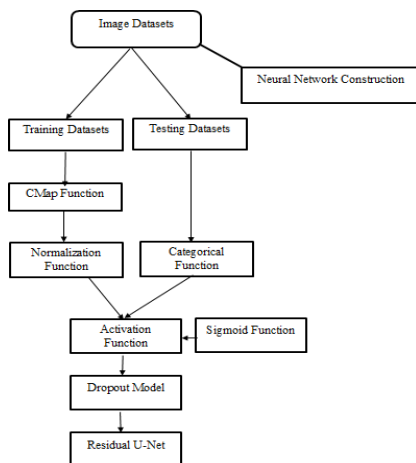 Image Datasets
Neural Network Construction
Training Datasets
Testing Datasets
CMap Function
Normalization
Function
Categorical
Function
Activation
Function
Sigmoid Function
Dropout Model
Residual U-Net